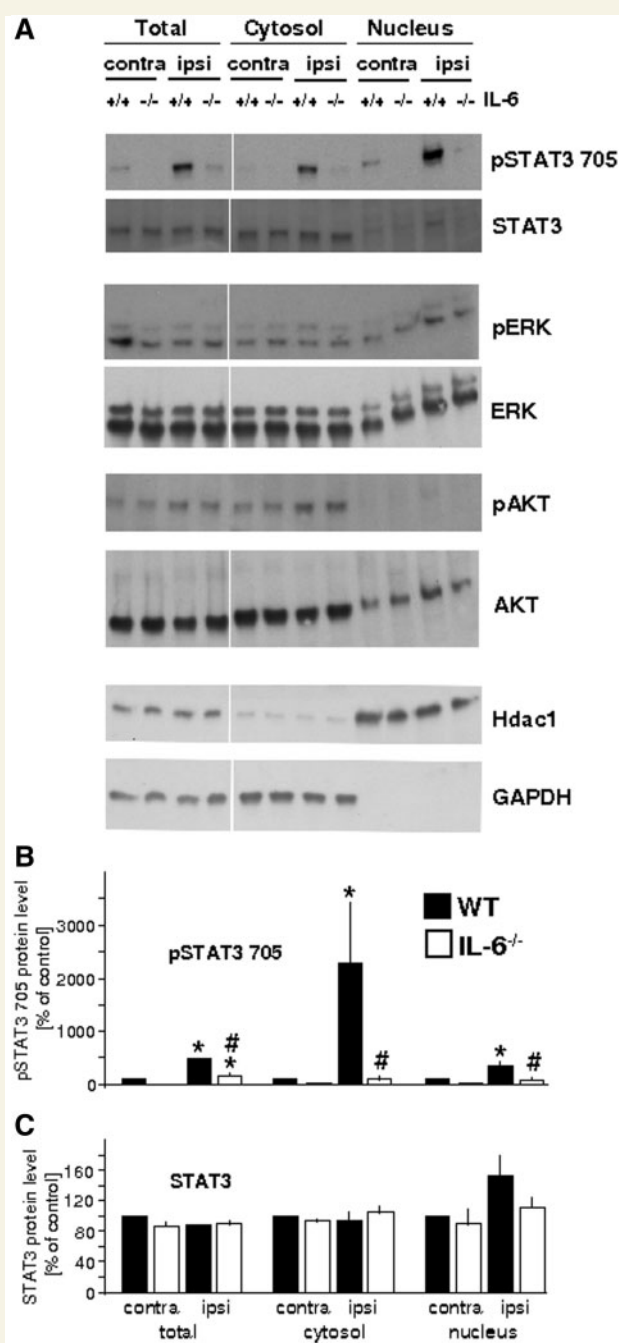 A
Total Cytosol Nucleus
contra ipsi contra ipsi contra ipsi
+/+ -/- +/+ -/- +/+ -/- +/+ -/- +/+ -/- +/+ -/- IL-6
pSTAT3 705
STAT3
pERK
ERK
pAKT
AKT
Hdac1
GAPDH
B
pSTAT3 705 protein level
[% of control]
3000
2000
1000
0
pSTAT3 705
* # * * # * #
WT
IL-6-/-
C
STAT3 protein level
[% of control]
160
120
80
40
0
STAT3
contra. ipsi contra. ipsi contra. ipsi
total cytosol nucleus